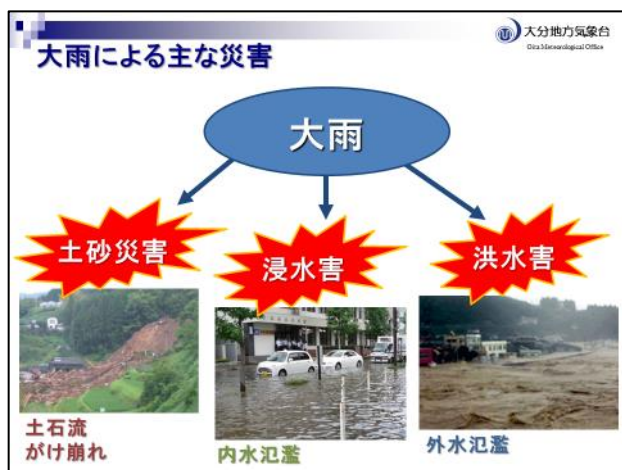 大雨による主な災害
大分地方気象台
Oita Meteorological Office
大雨
土砂災害
浸水害
洪水害
土石流
がけ崩れ
内水氾濫
外水氾濫